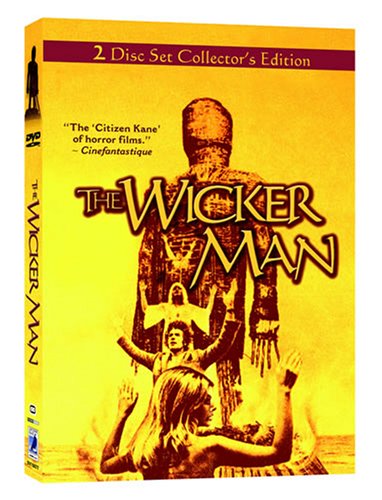 2 Disc Set Collector's Edition
"The 'Citizen Kane'
of horror films."
~ Cinefantastique
THE WICKER
MAN
DVD
THE WICKER MAN